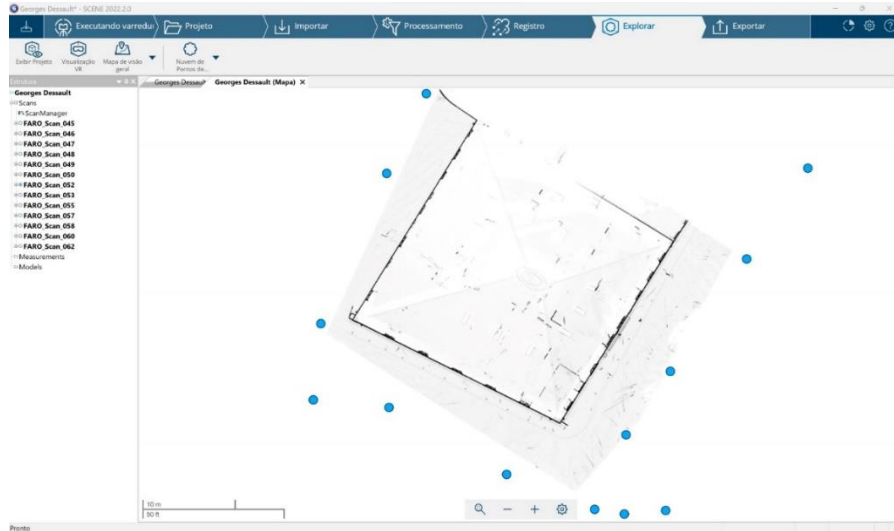 Georges Dessault* - SCENE 2022.2.0
Executando varredura Projeto Importar Processamento Registro Explorar Exportar
Exibir Projeto
Visualização VR
Mapa de visão geral
Nuvem de Pontos de...
Estrutura
Georges Dessault
Georges Dessault (Mapa)
Georges Dessault
Scans
ScanManager
FARO_Scan_045
FARO_Scan_046
FARO_Scan_047
FARO_Scan_048
FARO_Scan_049
FARO_Scan_050
FARO_Scan_052
FARO_Scan_053
FARO_Scan_055
FARO_Scan_057
FARO_Scan_058
FARO_Scan_060
FARO_Scan_062
Measurements
Models
10 m
50 ft
Pronto